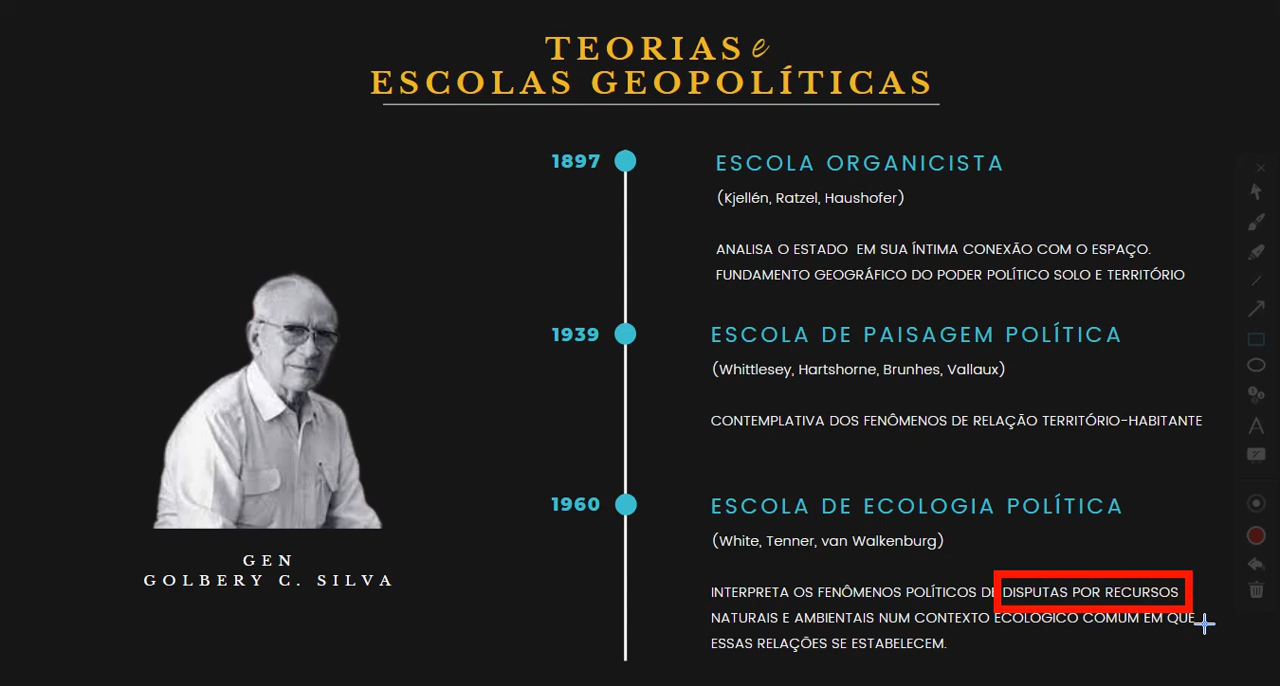 TEORIAS e
ESCOLAS GEOPOLÍTICAS
1897
ESCOLA ORGANICISTA
(Kjellén, Ratzel, Haushofer)
ANALISA O ESTADO EM SUA ÍNTIMA CONEXÃO COM O ESPAÇO.
FUNDAMENTO GEOGRÁFICO DO PODER POLÍTICO SOLO E TERRITÓRIO
1939
ESCOLA DE PAISAGEM POLÍTICA
(Whittlesey, Hartshorne, Brunhes, Vallaux)
CONTEMPLATIVA DOS FENÔMENOS DE RELAÇÃO TERRITÓRIO-HABITANTE
1960
ESCOLA DE ECOLOGIA POLÍTICA
(White, Tenner, van Walkenburg)
INTERPRETA OS FENÔMENOS POLÍTICOS DE DISPUTAS POR RECURSOS
NATURAIS E AMBIENTAIS NUM CONTEXTO ECOLÓGICO COMUM EM QUE
ESSAS RELAÇÕES SE ESTABELECEM.
GEN
GOLBERY C. SILVA